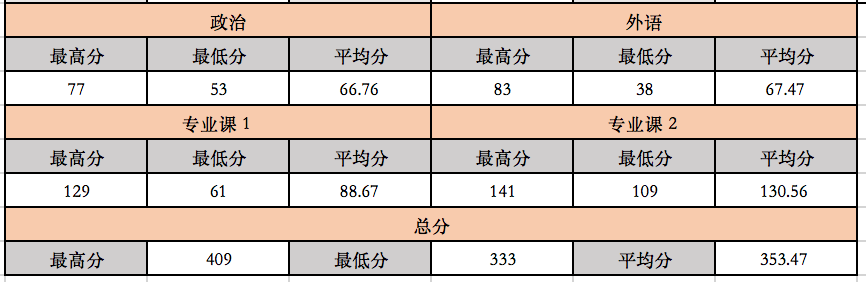 政治 外语
最高分 最低分 平均分 最高分 最低分 平均分
77 53 66.76 83 38 67.47
专业课 1 专业课 2
最高分 最低分 平均分 最高分 最低分 平均分
129 61 88.67 141 109 130.56
总分
最高分 409 最低分 333 平均分 353.47